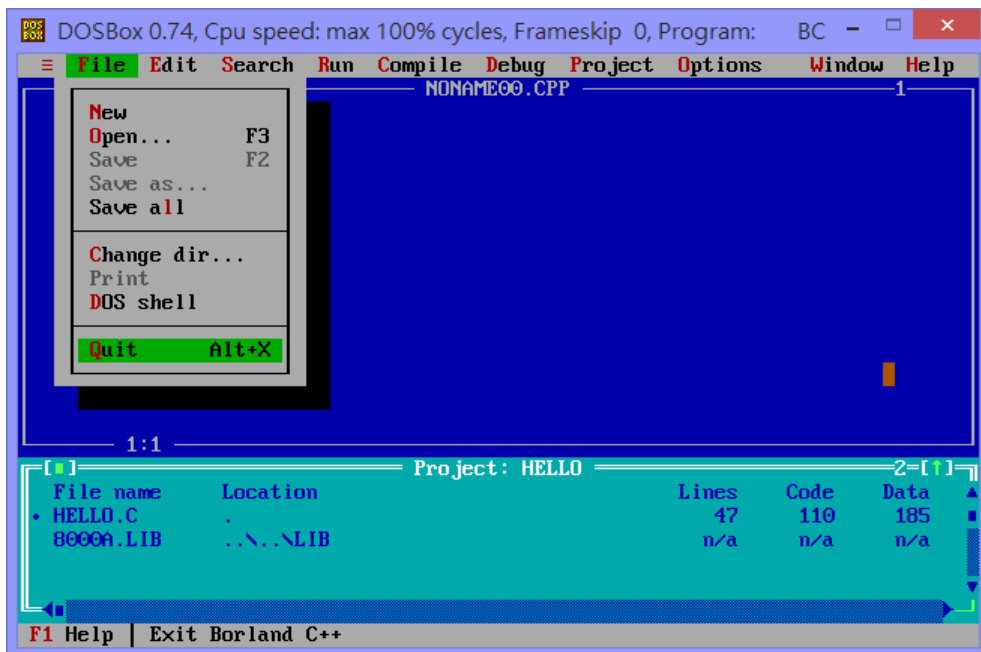 DOSBox 0.74, Cpu speed: max 100% cycles, Frameskip 0, Program: BC
≡ File Edit Search Run Compile Debug Project Options Window Help
NONAME00.CPP 1
New
Open... F3
Save F2
Save as...
Save all
Change dir...
Print
DOS shell
Quit Alt+X
1:1
[■] Project: HELLO 2=[↑]
File name Location Lines Code Data
• HELLO.C . 47 110 185
8000A.LIB ..\..\LIB n/a n/a n/a
F1 Help | Exit Borland C++